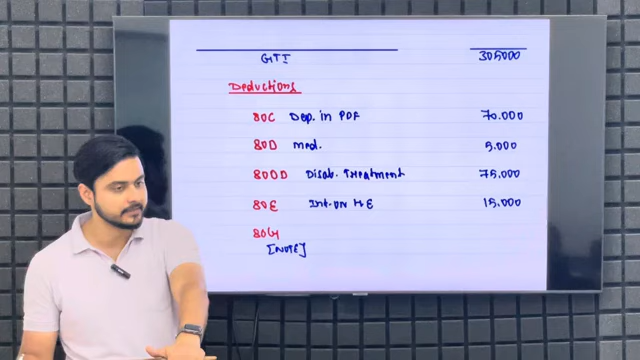 GTI 305000
Deductions
80C Dep. in PDF 70.000
80D med. 5.000
80DD Disab. Treatment 75.000
80E Int. on HE 15.000
80G
[NOTE]